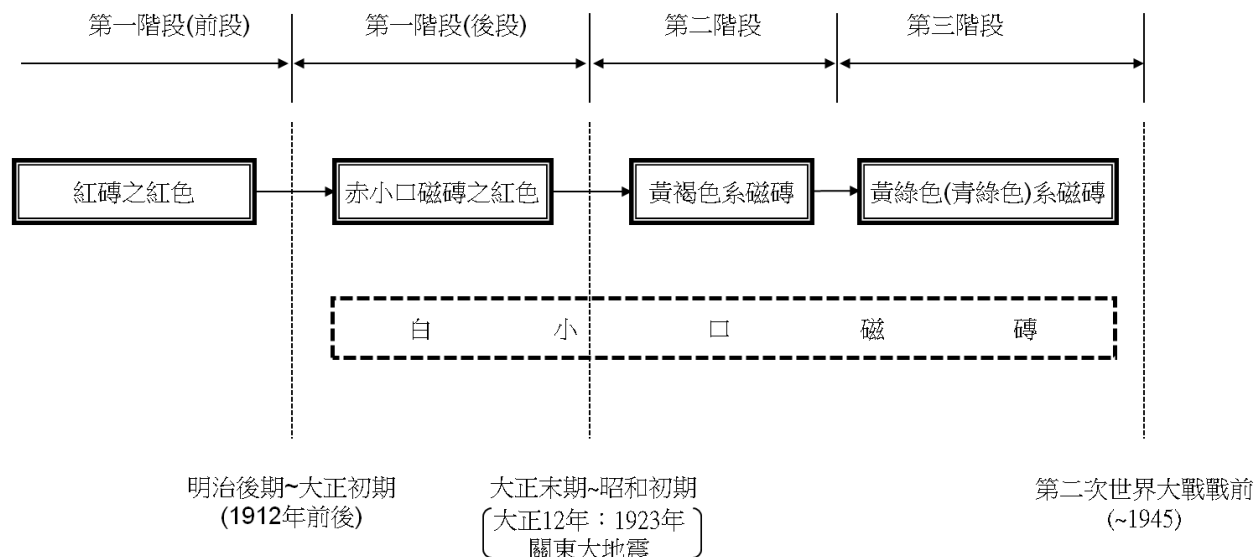 第一階段(前段)
第一階段(後段)
第二階段
第三階段
紅磚之紅色
赤小口磁磚之紅色
黃褐色系磁磚
黃綠色(青綠色)系磁磚
白小口磁磚
明治後期~大正初期
(1912年前後)
大正末期~昭和初期
大正12年：1923年
關東大地震
第二次世界大戰戰前
(~1945)